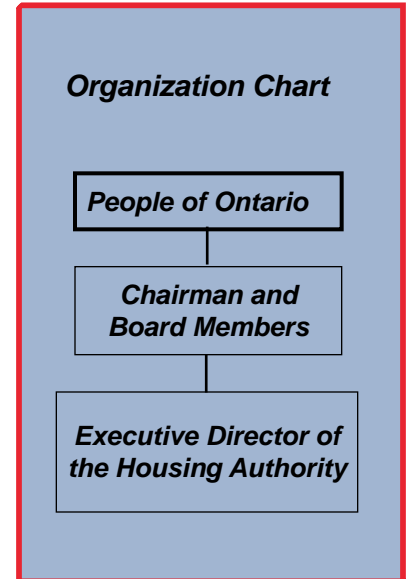 Organization Chart
People of Ontario
Chairman and
Board Members
Executive Director of
the Housing Authority